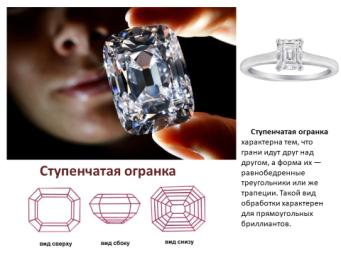 Ступенчатая огранка
вид сверху
вид сбоку
вид снизу
Ступенчатая огранка
характерна тем, что
грани идут друг над
другом, а форма их —
равнобедренные
треугольники или же
трапеции. Такой вид
обработки характерен
для прямоугольных
бриллиантов.